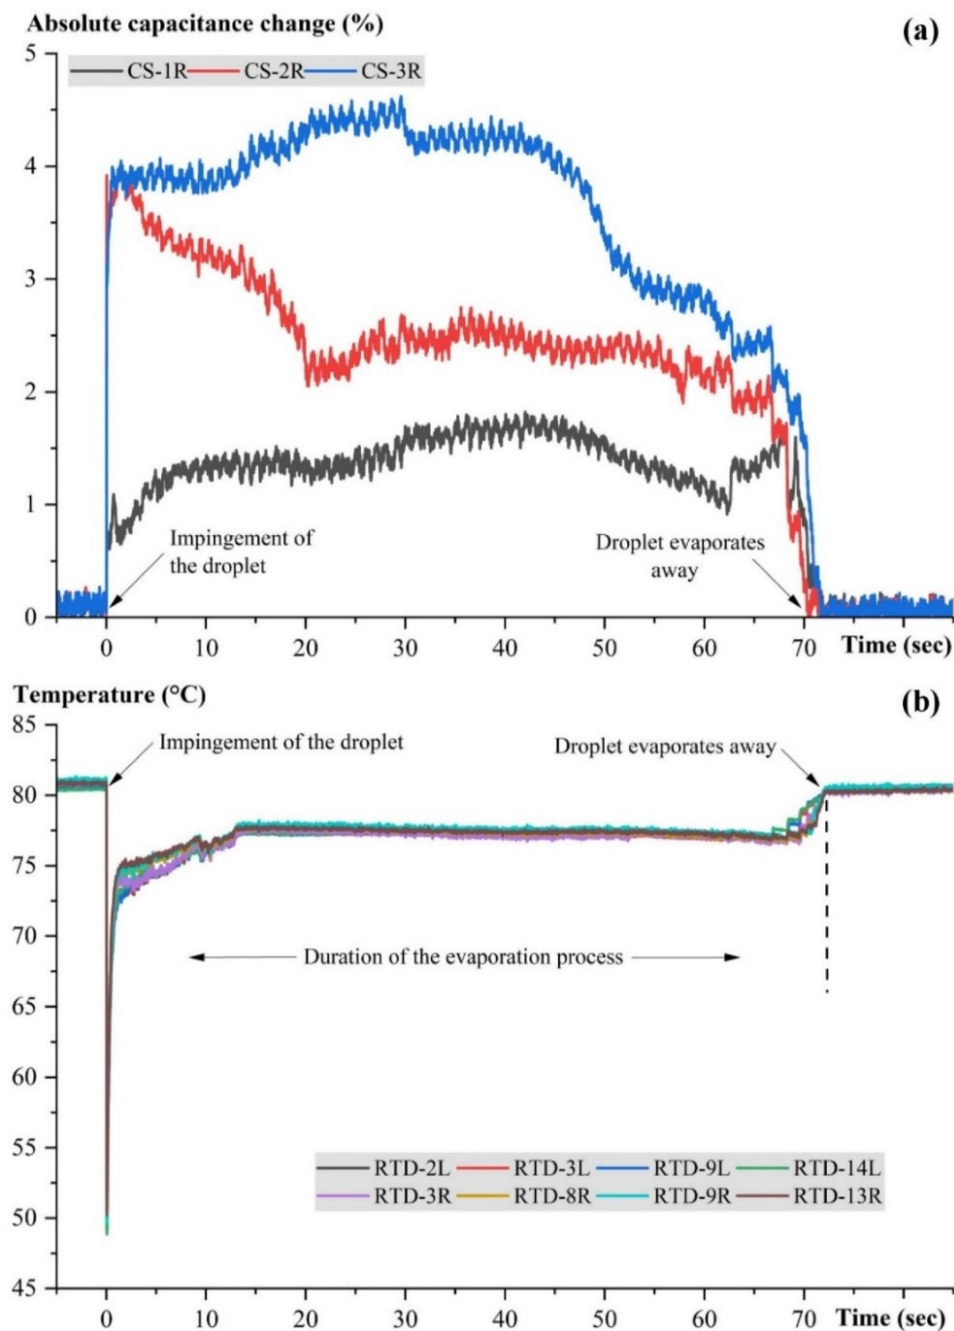 Absolute capacitance change (%)
(a)
5
CS-1R CS-2R CS-3R
4
3
2
1
Impingement of
the droplet
Droplet evaporates
away
0
0 10 20 30 40 50 60 70 Time (sec)
Temperature (°C)
(b)
85
Impingement of the droplet
Droplet evaporates away
80
75
70
Duration of the evaporation process
65
60
55
RTD-2L RTD-3L RTD-9L RTD-14L
RTD-3R RTD-8R RTD-9R RTD-13R
50
45
0 10 20 30 40 50 60 70 Time (sec)